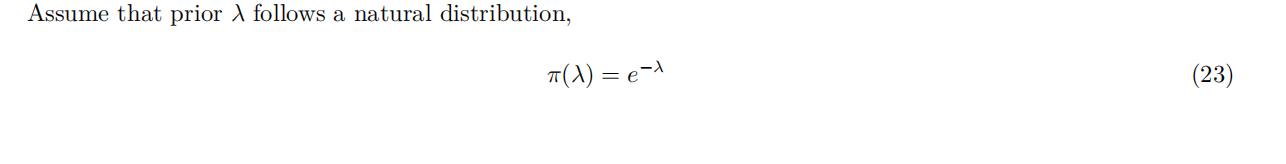 Assume that prior λ follows a natural distribution,
π(λ) = e^{−λ} (23)